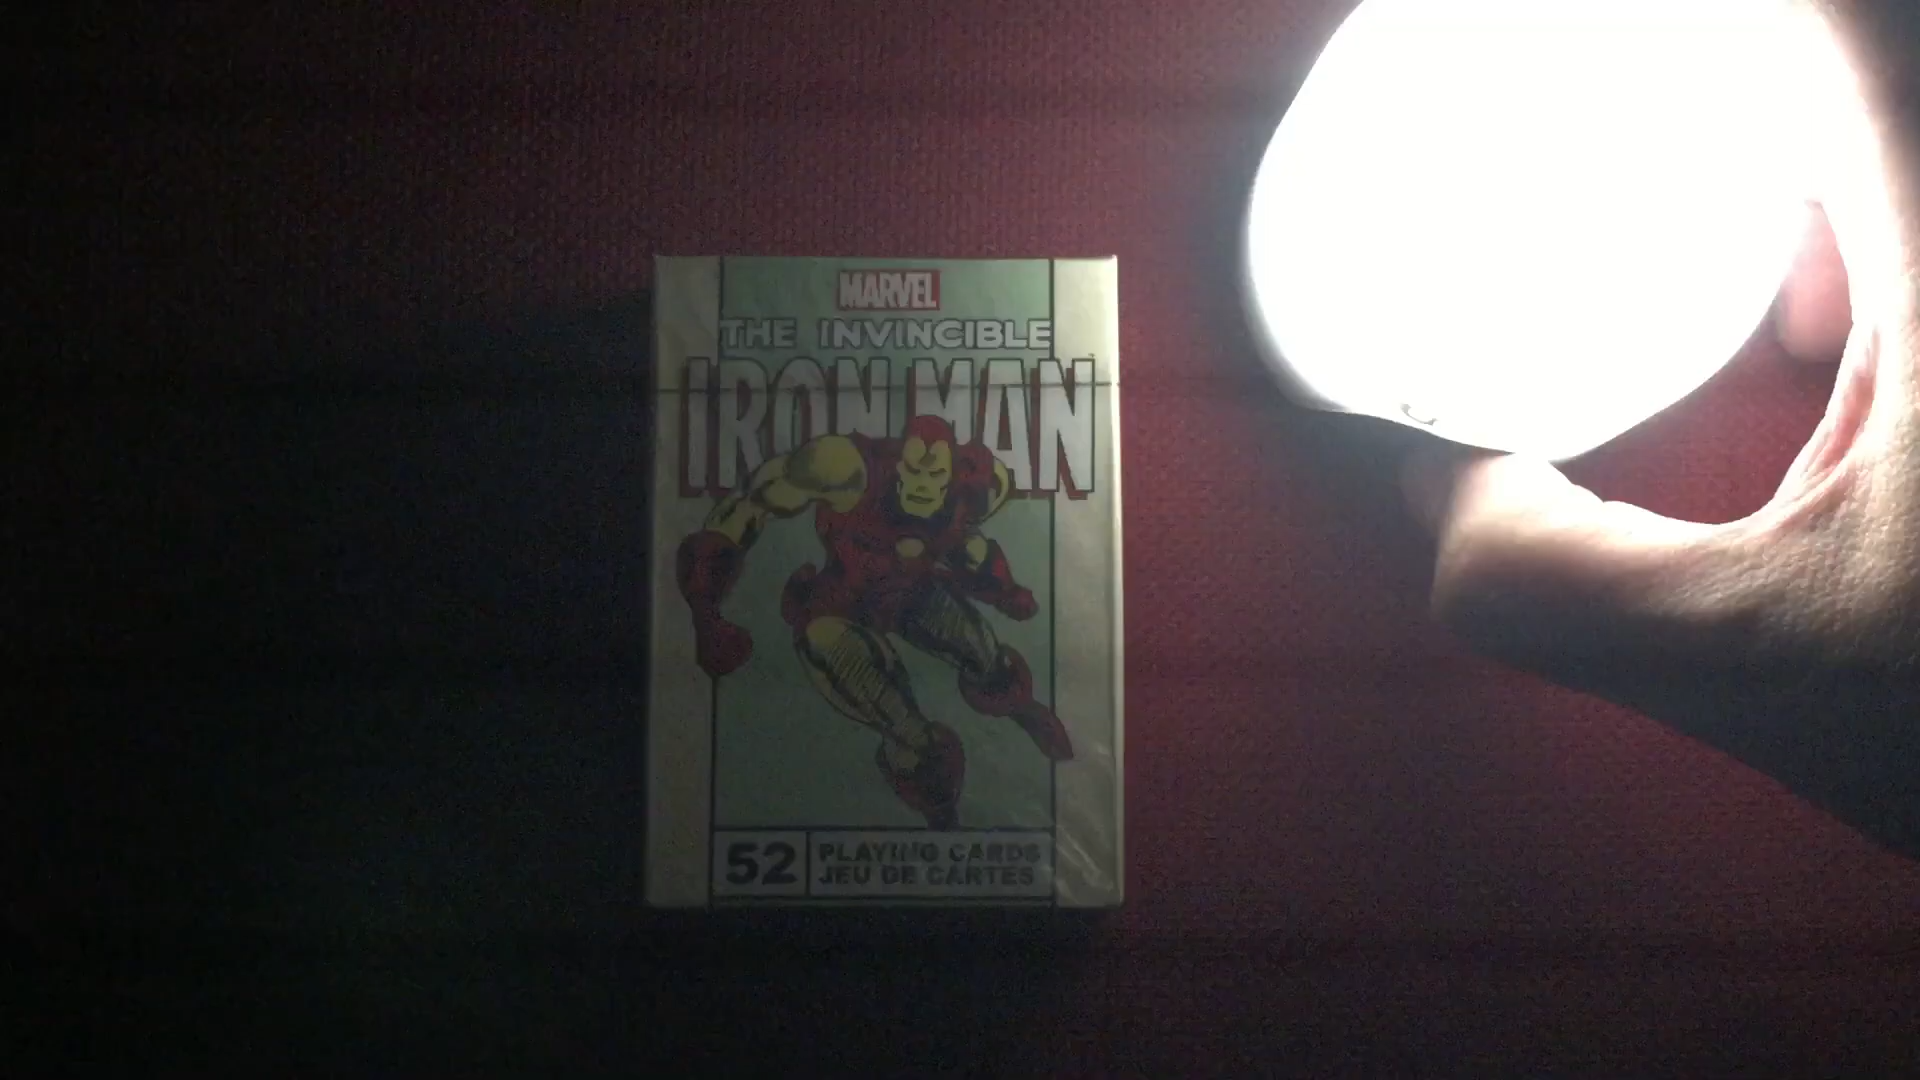 MARVEL
THE INVINCIBLE
IRON MAN
52
PLAYING CARDS
JEU DE CARTES